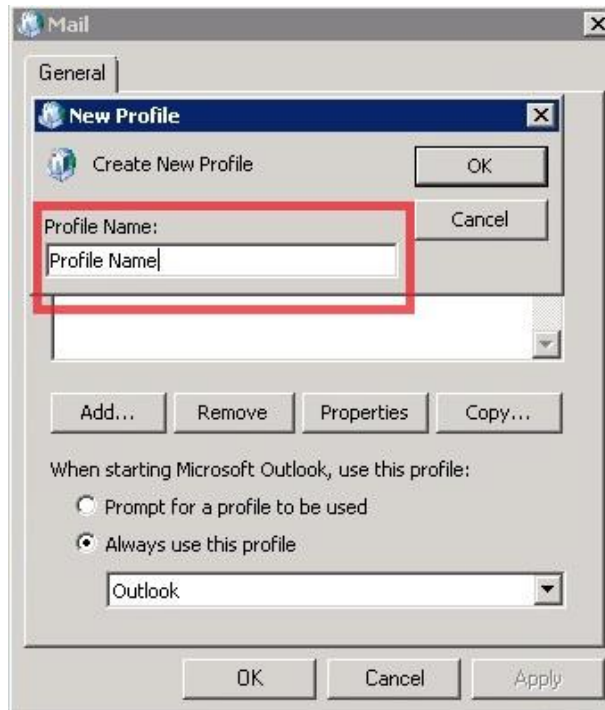 Mail
General
New Profile
Create New Profile
OK
Profile Name:
Cancel
Profile Name
Add... Remove Properties Copy...
When starting Microsoft Outlook, use this profile:
Prompt for a profile to be used
Always use this profile
Outlook
OK Cancel Apply